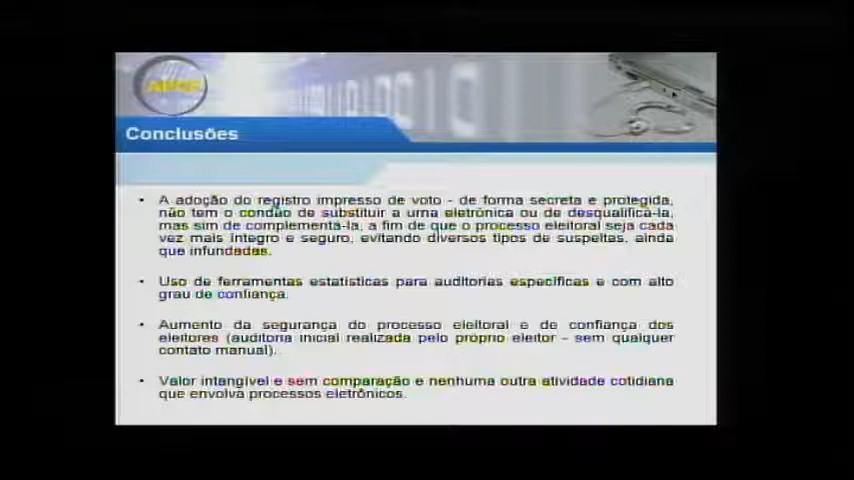 APCF
Conclusões
• A adoção do registro impresso de voto - de forma secreta e protegida,
não tem o condão de substituir a urna eletrônica ou de desqualificá-la,
mas sim de complementá-la, a fim de que o processo eleitoral seja cada
vez mais íntegro e seguro, evitando diversos tipos de suspeitas, ainda
que infundadas.
• Uso de ferramentas estatísticas para auditorias específicas e com alto
grau de confiança.
• Aumento da segurança do processo eleitoral e de confiança dos
eleitores (auditoria inicial realizada pelo próprio eleitor - sem qualquer
contato manual).
• Valor intangível e sem comparação e nenhuma outra atividade cotidiana
que envolva processos eletrônicos.